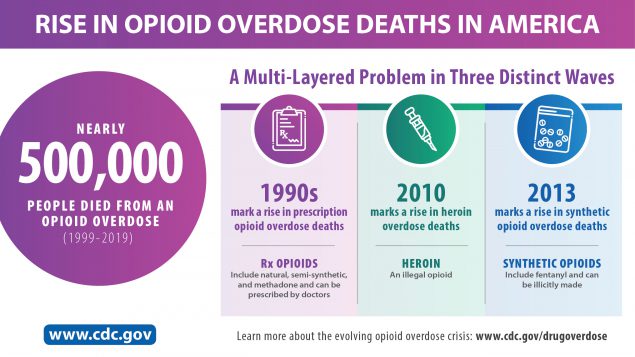 RISE IN OPIOID OVERDOSE DEATHS IN AMERICA
NEARLY
500,000
PEOPLE DIED FROM AN
OPIOID OVERDOSE
(1999-2019)
www.cdc.gov
A Multi-Layered Problem in Three Distinct Waves
Rx
1990s
mark a rise in prescription
opioid overdose deaths
Rx OPIOIDS
Include natural, semi-synthetic,
and methadone and can be
prescribed by doctors
2010
marks a rise in heroin
overdose deaths
HEROIN
An illegal opioid
2013
marks a rise in synthetic
opioid overdose deaths
SYNTHETIC OPIOIDS
Include fentanyl and can
be illicitly made
Learn more about the evolving opioid overdose crisis: www.cdc.gov/drugoverdose